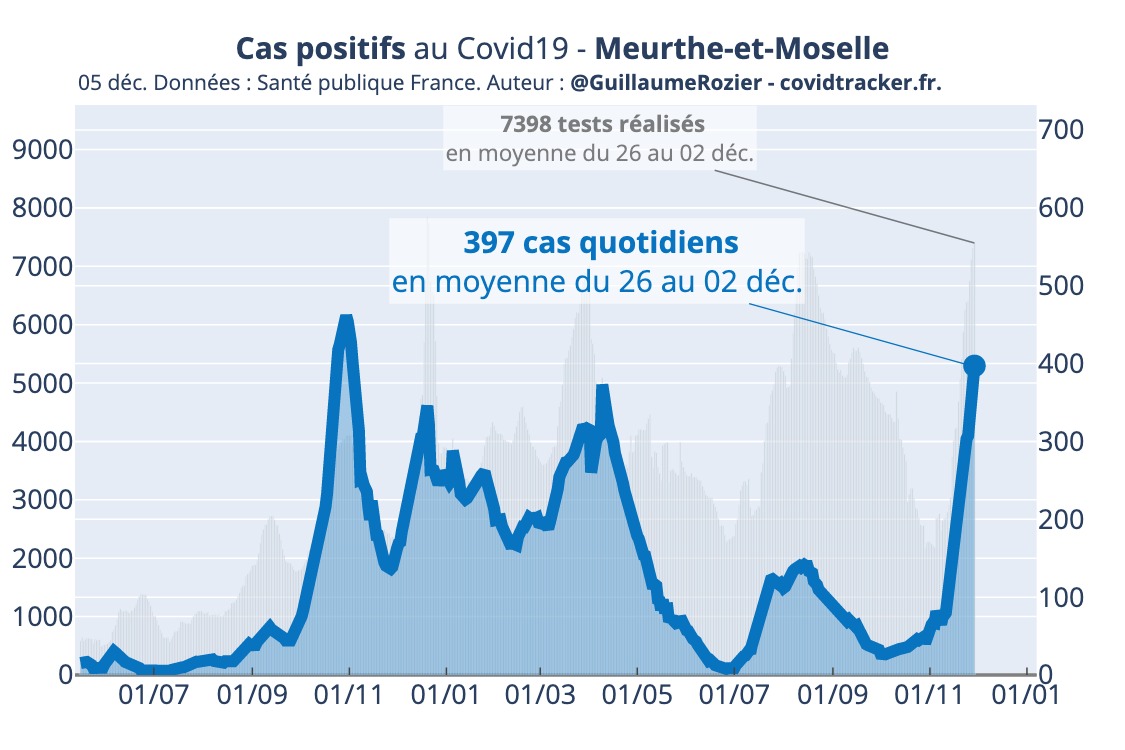 Cas positifs au Covid19 - Meurthe-et-Moselle
05 déc. Données : Santé publique France. Auteur : @GuillaumeRozier - covidtracker.fr.
7398 tests réalisés
en moyenne du 26 au 02 déc.
397 cas quotidiens
en moyenne du 26 au 02 déc.
9000
8000
7000
6000
5000
4000
3000
2000
1000
0
700
600
500
400
300
200
100
0
01/07 01/09 01/11 01/01 01/03 01/05 01/07 01/09 01/11 01/01